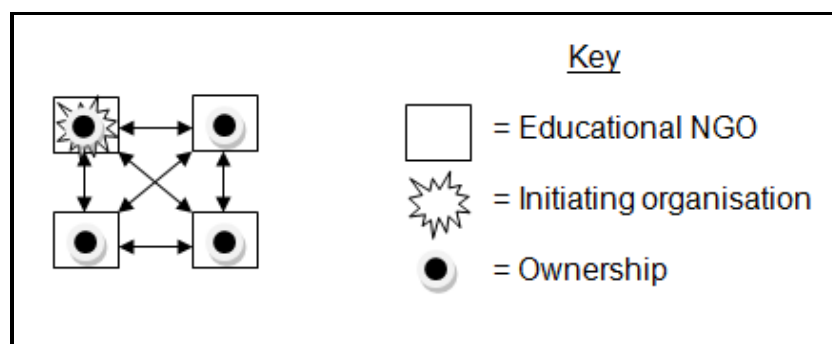 Key
= Educational NGO
= Initiating organisation
= Ownership